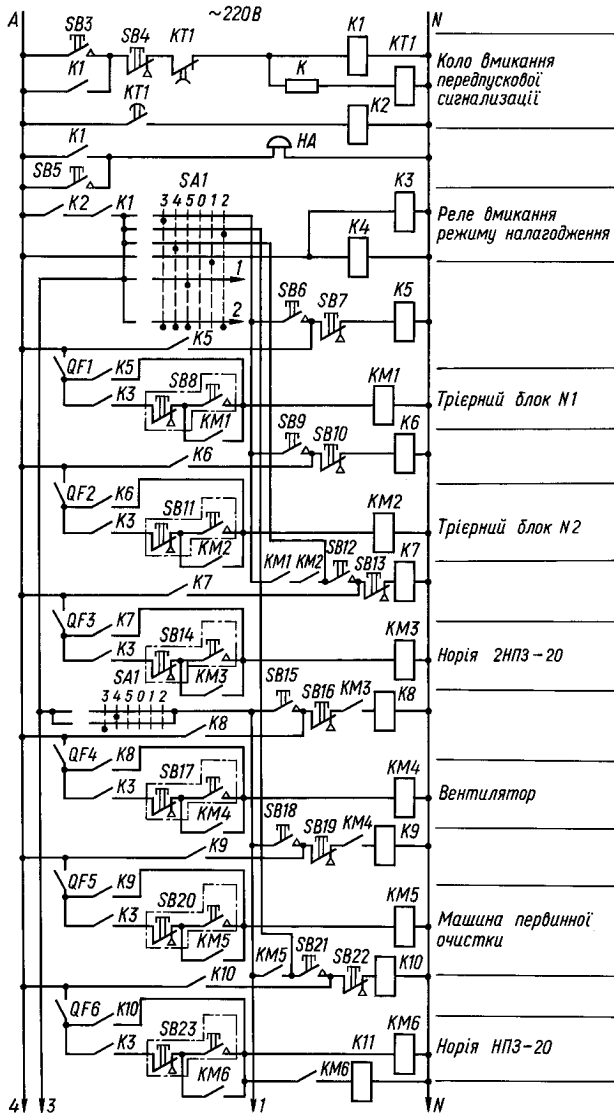 A ~220В N
SB3 SB4 KT1 K1 KT1
K1 K
Коло вмикання
передпускової
сигналізації
KT1 K2
K1 HA
SB5
SA1
K2 K1 3 4 5 0 1 2 K3
K4
Реле вмикання
режиму налагодження
1
2
SB6 SB7 K5
K5
QF1 K5 SB8 KM1
K3 KM1
Трієрний блок N1
SB9 SB10 K6
K6
QF2 K6 SB11 KM2
K3 KM2
Трієрний блок N2
KM1 KM2 SB12 SB13 K7
K7
QF3 K7 SB14 KM3
K3 KM3
Норія 2НПЗ-20
SA1
3 4 5 0 1 2 SB15 SB16 KM3 K8
K8
QF4 K8 SB17 KM4
K3 KM4
Вентилятор
SB18 SB19 KM4 K9
K9
QF5 K9 SB20 KM5
K3 KM5
Машина первинної
очистки
KM5 SB21 SB22 K10
K10
QF6 K10 SB23 K11 KM6
K3 KM6 KM6
Норія НПЗ-20
4 3 1 N